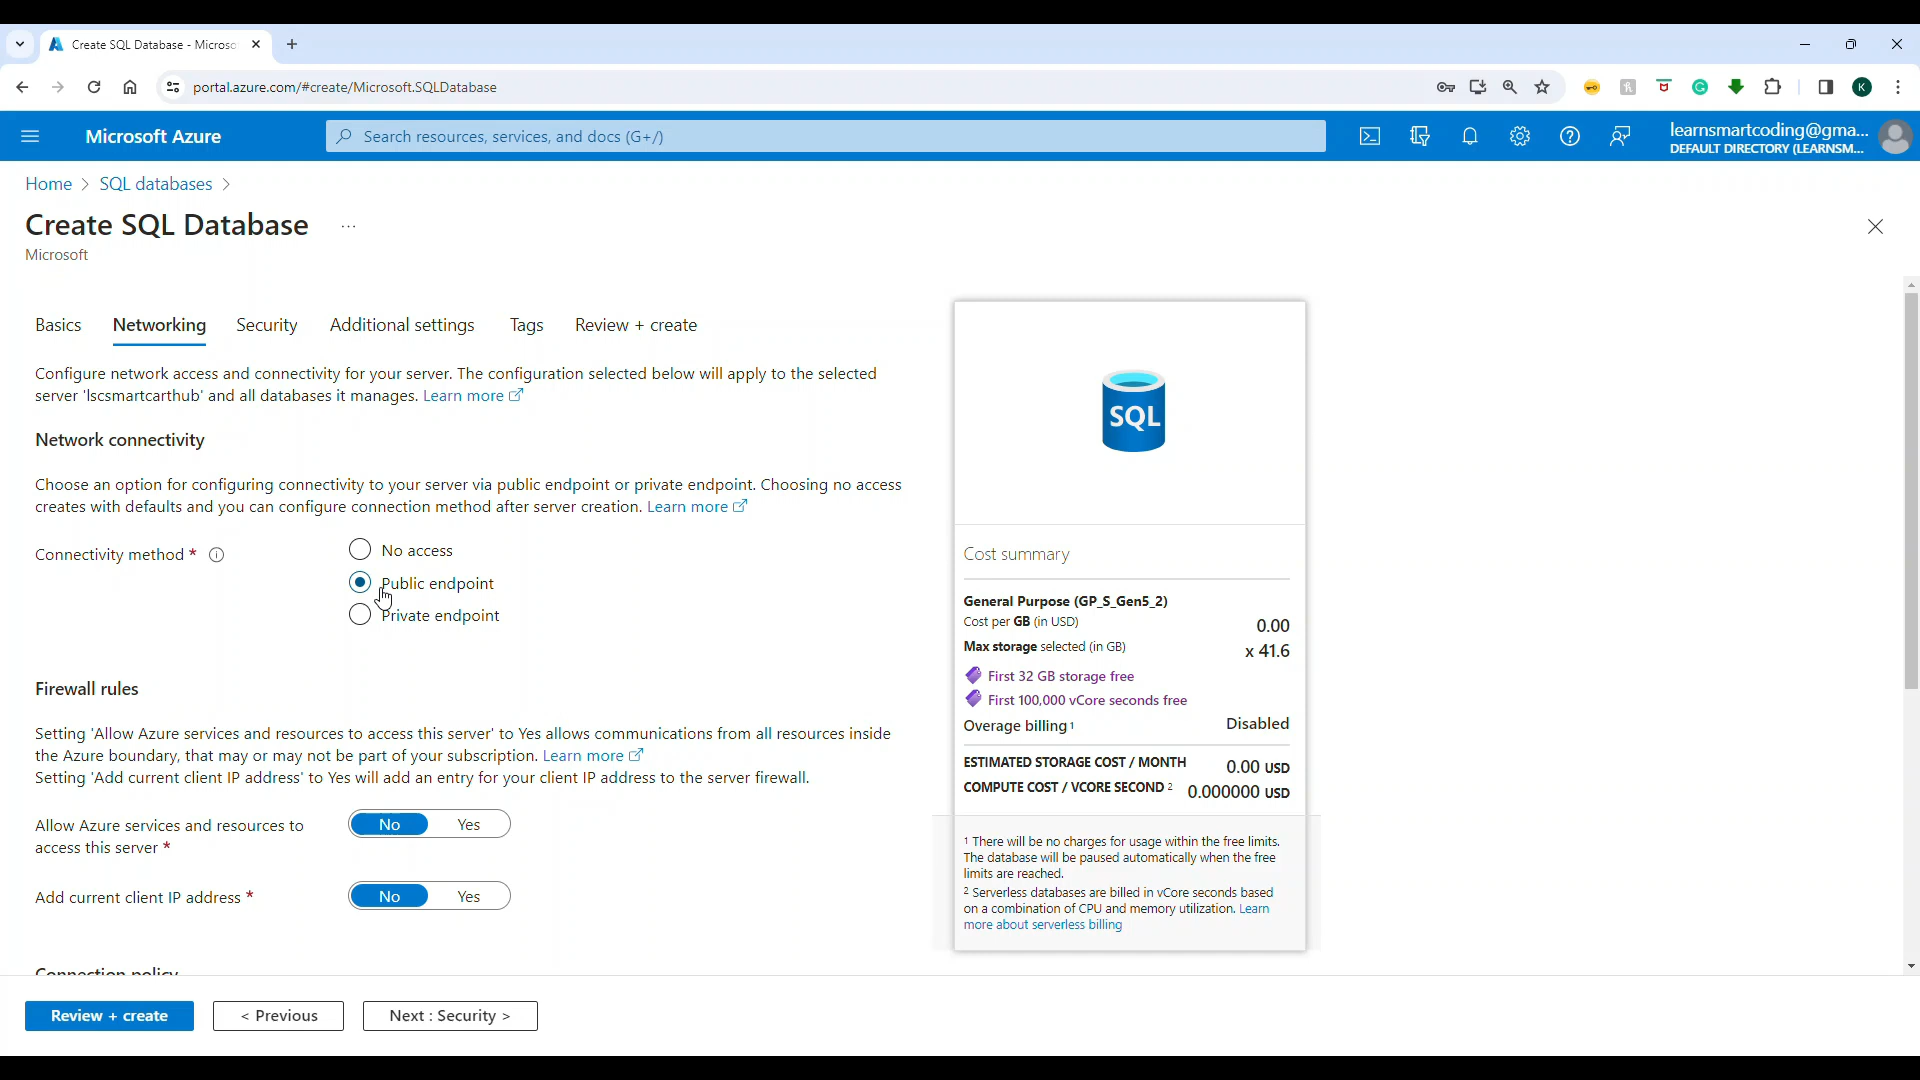 Create SQL Database - Microso
portal.azure.com/#create/Microsoft.SQLDatabase
K
Microsoft Azure
Search resources, services, and docs (G+/)
learnsmartcoding@gma...
DEFAULT DIRECTORY (LEARNSM...
Home > SQL databases >
Create SQL Database ...
Microsoft
Basics Networking Security Additional settings Tags Review + create
Configure network access and connectivity for your server. The configuration selected below will apply to the selected
server 'lscsmartcarthub' and all databases it manages. Learn more
Network connectivity
Choose an option for configuring connectivity to your server via public endpoint or private endpoint. Choosing no access
creates with defaults and you can configure connection method after server creation. Learn more
Connectivity method *
No access
Public endpoint
Private endpoint
Firewall rules
Setting 'Allow Azure services and resources to access this server' to Yes allows communications from all resources inside
the Azure boundary, that may or may not be part of your subscription. Learn more
Setting 'Add current client IP address' to Yes will add an entry for your client IP address to the server firewall.
Allow Azure services and resources to
access this server *
No Yes
Add current client IP address *
No Yes
Connection policy
SQL
Cost summary
General Purpose (GP_S_Gen5_2)
Cost per GB (in USD) 0.00
Max storage selected (in GB) x 41.6
First 32 GB storage free
First 100,000 vCore seconds free
Overage billing 1 Disabled
ESTIMATED STORAGE COST / MONTH 0.00 USD
COMPUTE COST / VCORE SECOND 2 0.000000 USD
1 There will be no charges for usage within the free limits.
The database will be paused automatically when the free
limits are reached.
2 Serverless databases are billed in vCore seconds based
on a combination of CPU and memory utilization. Learn
more about serverless billing
Review + create
< Previous
Next : Security >